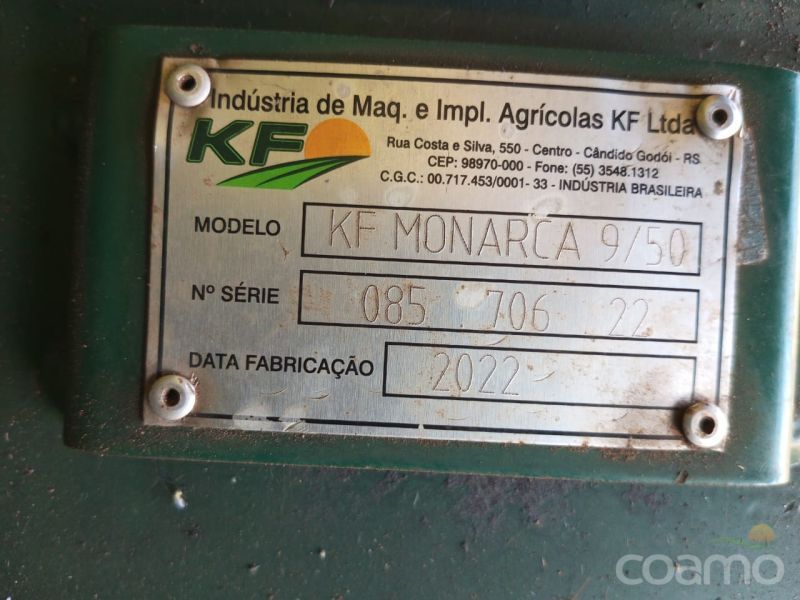 Indústria de Maq. e Impl. Agrícolas KF Ltda
KF
Rua Costa e Silva, 550 - Centro - Cândido Godói - RS
CEP: 98970-000 - Fone: (55) 3548.1312
C.G.C.: 00.717.453/0001- 33 - INDÚSTRIA BRASILEIRA
MODELO KF MONARCA 9/50
Nº SÉRIE 085 706 22
DATA FABRICAÇÃO 2022
coamo